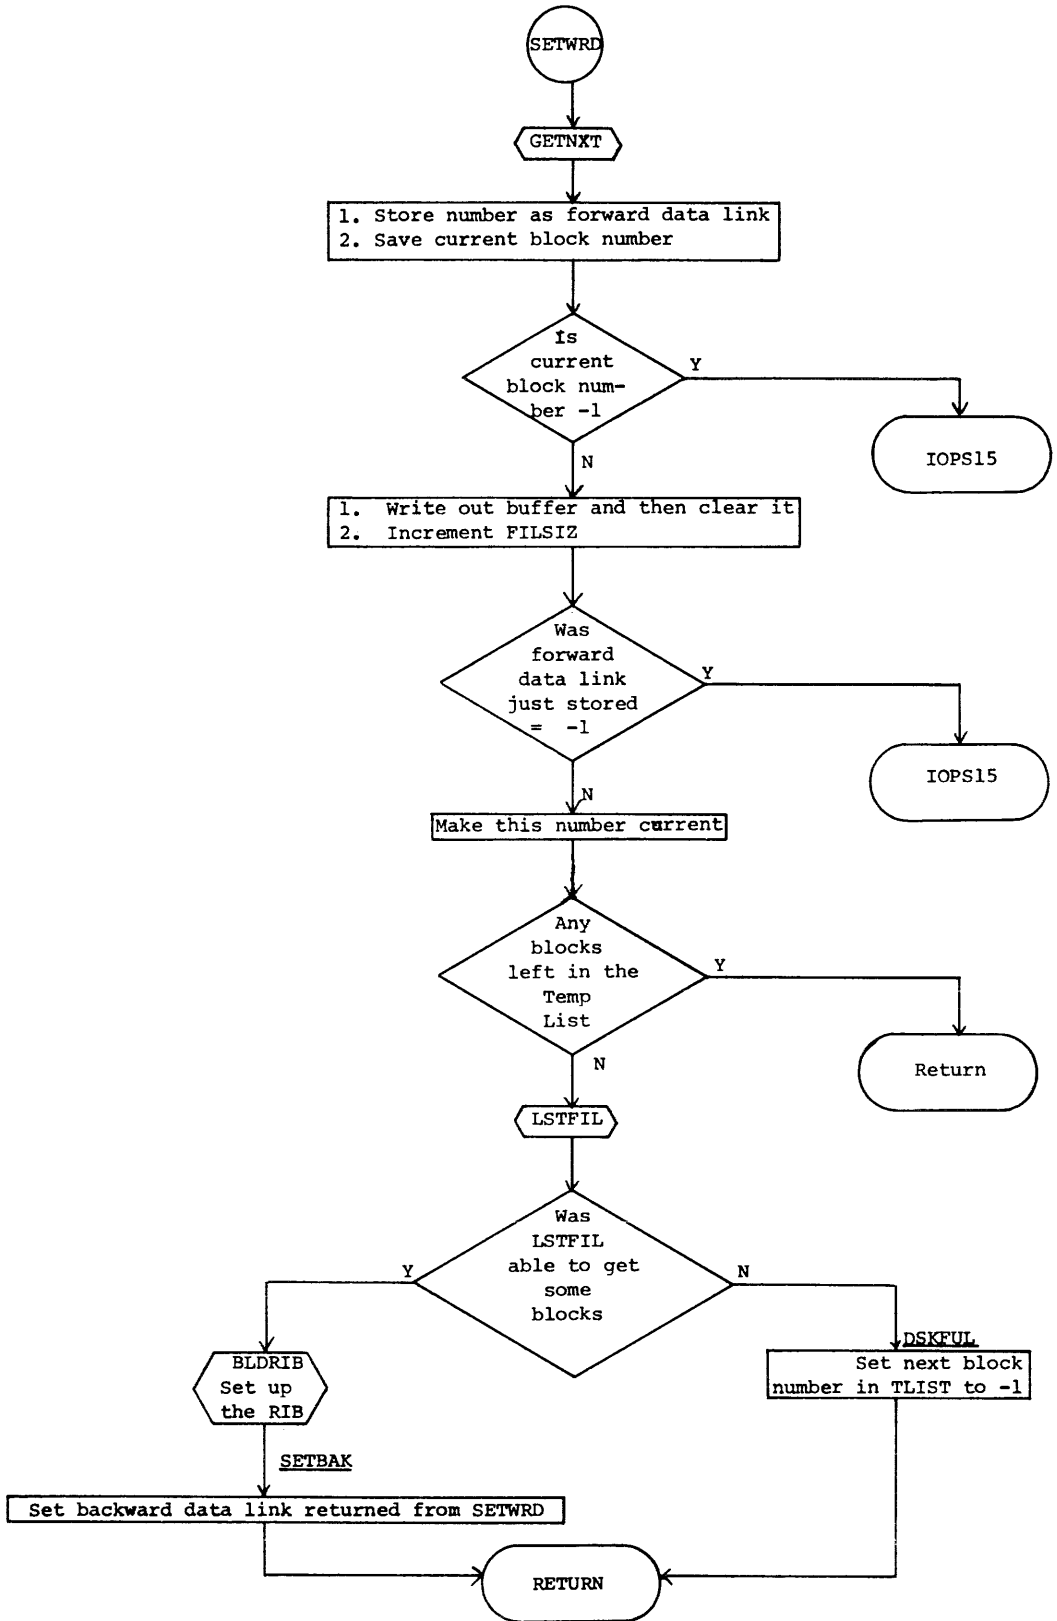 SETWRD
GETNXT
1. Store number as forward data link
2. Save current block number
Is
current
block num-
ber -1
Y
IOPS15
N
1. Write out buffer and then clear it
2. Increment FILSIZ
Was
forward
data link
just stored
= -1
Y
IOPS15
N
Make this number current
Any
blocks
left in the
Temp
List
Y
Return
N
LSTFIL
Was
LSTFIL
able to get
some
blocks
Y
N
BLDRIB
Set up
the RIB
DSKFUL
Set next block
number in TLIST to -1
SETBAK
Set backward data link returned from SETWRD
RETURN